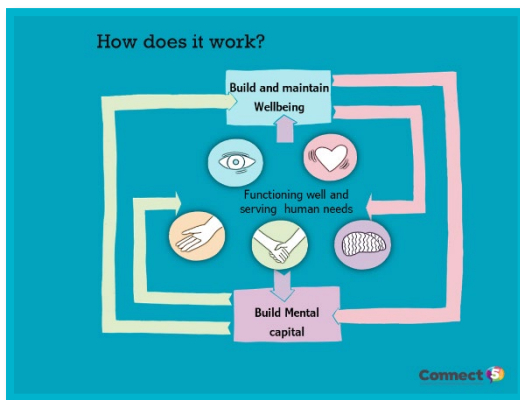 How does it work?
Build and maintain
Wellbeing
Functioning well and
serving human needs
Build Mental
capital
Connect 5